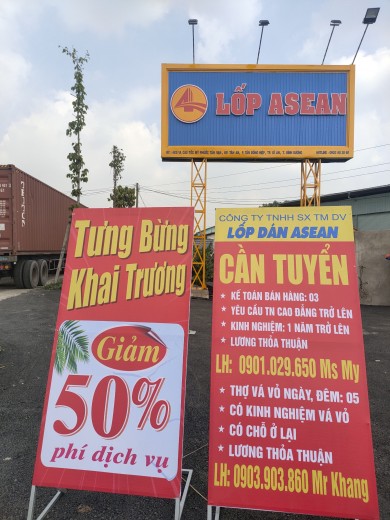 LỐP ASEAN
Tưng Bừng
Khai Trương
Giảm
50%
phí dịch vụ
CÔNG TY TNHH SX TM DV
LỐP DÁN ASEAN
CẦN TUYỂN
★ KẾ TOÁN BÁN HÀNG: 03
★ YÊU CẦU TN CAO ĐẲNG TRỞ LÊN
★ KINH NGHIỆM: 1 NĂM TRỞ LÊN
★ LƯƠNG THỎA THUẬN
LH: 0901.029.650 Ms My
★ THỢ VÁ VỎ NGÀY, ĐÊM: 05
★ CÓ KINH NGHIỆM VÁ VỎ
★ CÓ CHỖ Ở LẠI
★ LƯƠNG THỎA THUẬN
LH: 0903.903.860 Mr Khang